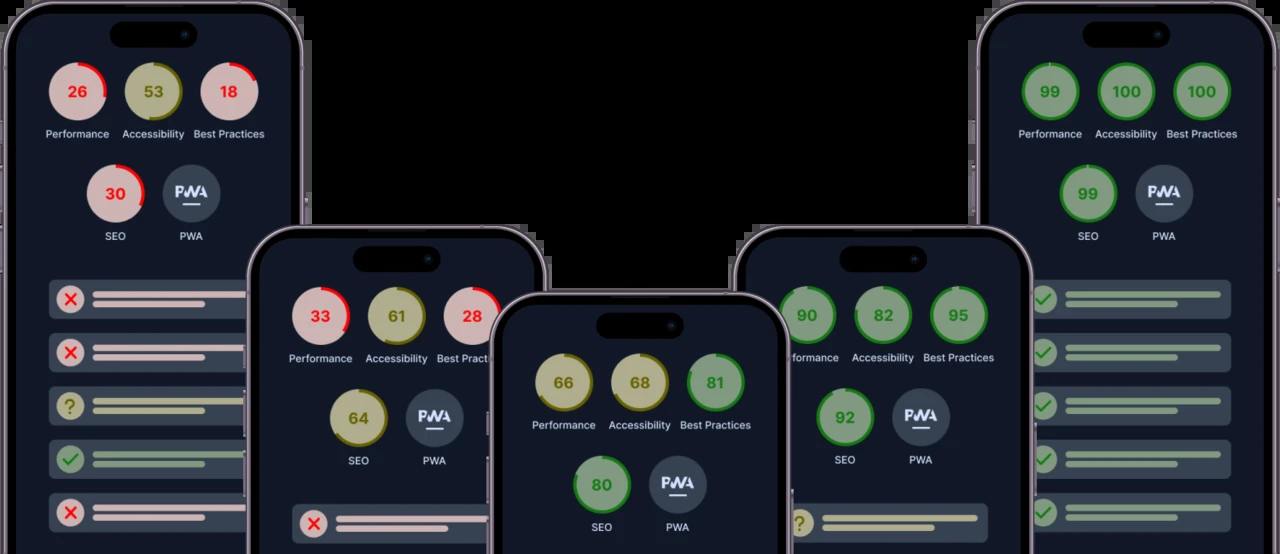 26 53 18
Performance Accessibility Best Practices
30 PWA
SEO PWA
33 61 28
Performance Accessibility Best Pract
64 PWA
SEO PWA
66 68 81
Performance Accessibility Best Practices
80 PWA
SEO PWA
90 82 95
formance Accessibility Best Practices
92 PWA
SEO PWA
99 100 100
Performance Accessibility Best Practices
99 PWA
SEO PWA
?
?